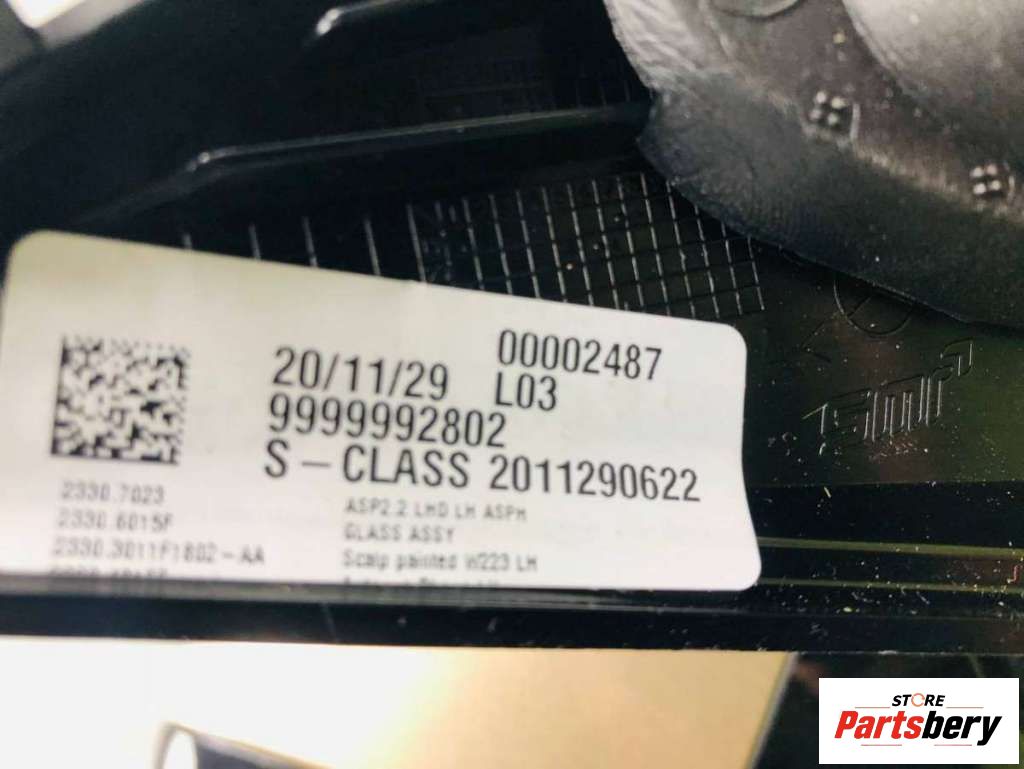 00002487
20/11/29 L03
9999992802
S-CLASS 2011290622
2330.7023
2330.6015F
2330.3011F1802-AA
ASP2.2 LHD LH ASPH
GLASS ASSY
Scalp painted W223 LH
smr
STORE
Partsbery